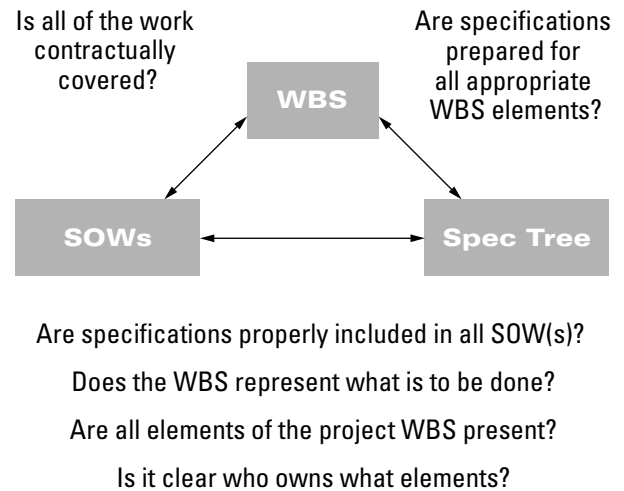 Is all of the work
contractually
covered?
Are specifications
prepared for
all appropriate
WBS elements?
WBS
SOWs
Spec Tree
Are specifications properly included in all SOW(s)?
Does the WBS represent what is to be done?
Are all elements of the project WBS present?
Is it clear who owns what elements?